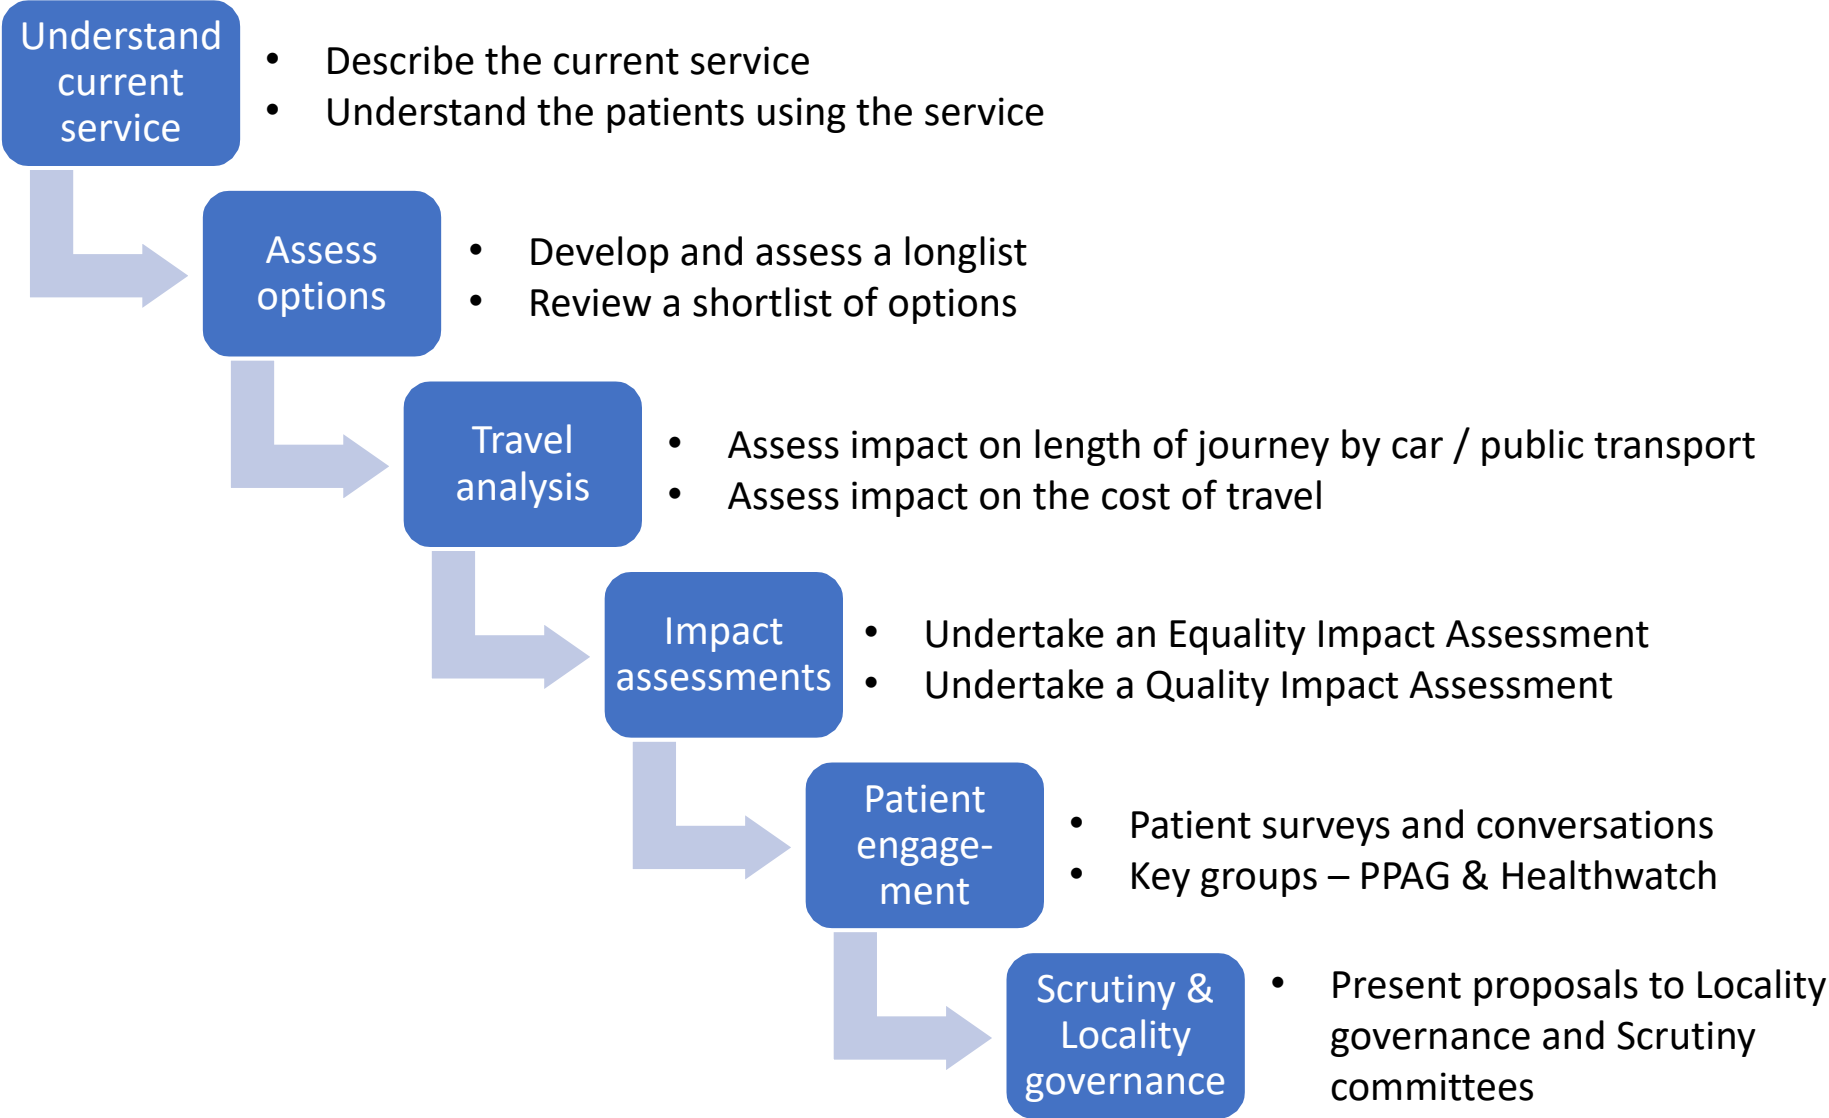 Understand
current
service
• Describe the current service
• Understand the patients using the service
Assess
options
• Develop and assess a longlist
• Review a shortlist of options
Travel
analysis
• Assess impact on length of journey by car / public transport
• Assess impact on the cost of travel
Impact
assessments
• Undertake an Equality Impact Assessment
• Undertake a Quality Impact Assessment
Patient
engage-
ment
• Patient surveys and conversations
• Key groups – PPAG & Healthwatch
Scrutiny &
Locality
governance
• Present proposals to Locality
governance and Scrutiny
committees